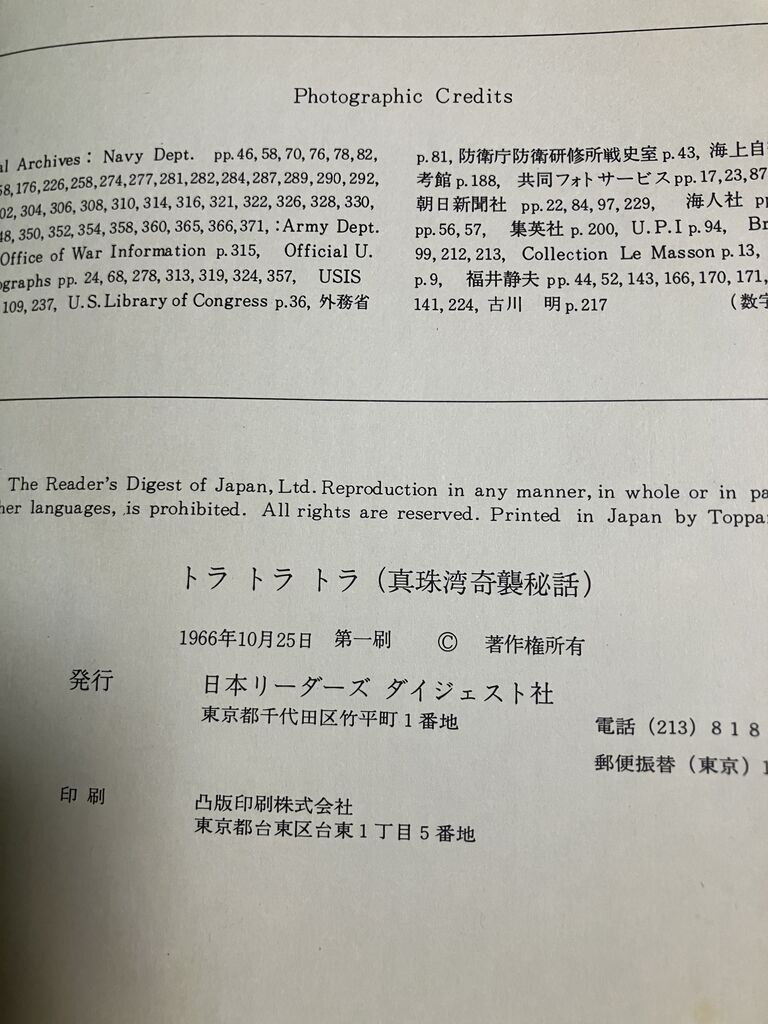 Photographic Credits
al Archives: Navy Dept. pp.46,58,70,76,78,82,
58,176,226,258,274,277,281,282,284,287,289,290,292,
02,304,306,308,310,314,316,321,322,326,328,330,
48,350,352,354,358,360,365,366,371,:Army Dept.
Office of War Information p.315, Official U.
ographs pp. 24,68,278,313,319,324,357, USIS
109,237, U.S.Library of Congress p.36, 外務省
p.81, 防衛庁防衛研修所戦史室 p.43, 海上自
考館 p.188, 共同フォトサービス pp.17,23,87
朝日新聞社 pp.22,84,97,229, 海人社 pp
pp.56,57, 集英社 p.200, U.P.I p.94, Br
99,212,213, Collection Le Masson p.13,
p.9, 福井静夫 pp.44,52,143,166,170,171,
141,224, 古川 明 p.217 (数字
The Reader's Digest of Japan, Ltd. Reproduction in any manner, in whole or in pa
her languages, is prohibited. All rights are reserved. Printed in Japan by Toppa
トラ トラ トラ (真珠湾奇襲秘話)
1966年10月25日 第一刷 © 著作権所有
発行 日本リーダーズ ダイジェスト社
東京都千代田区竹平町1番地
電話 (213) 818
郵便振替 (東京) 1
印刷 凸版印刷株式会社
東京都台東区台東1丁目5番地